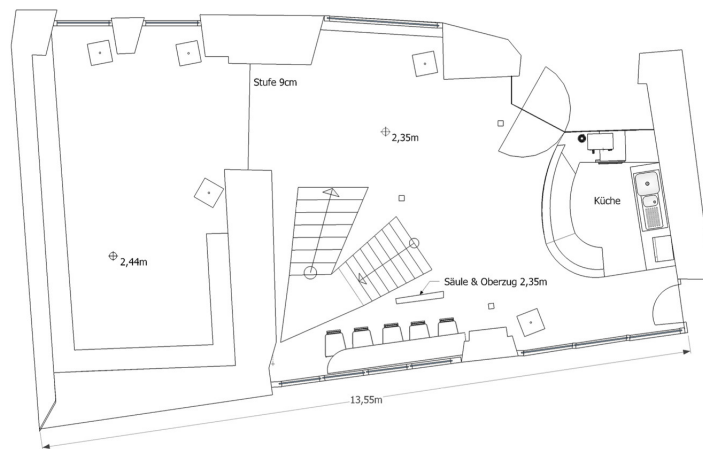 Stufe 9cm
2,35m
Küche
2,44m
Säule & Oberzug 2,35m
13,55m